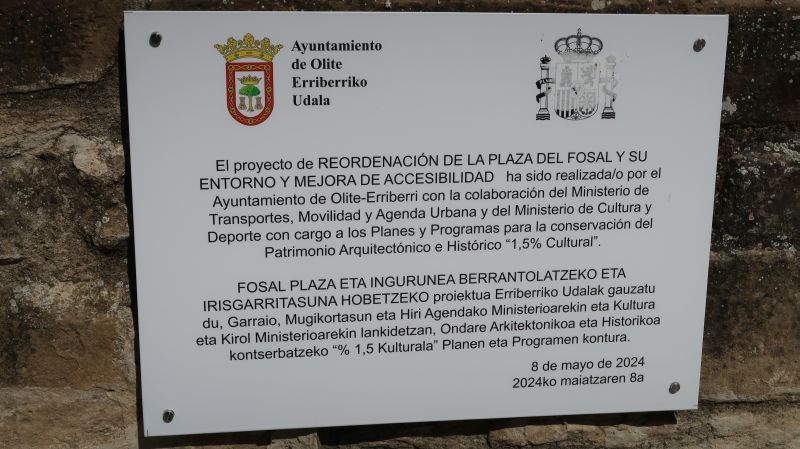 Ayuntamiento
de Olite
Erriberriko
Udala
El proyecto de REORDENACIÓN DE LA PLAZA DEL FOSAL Y SU
ENTORNO Y MEJORA DE ACCESIBILIDAD ha sido realizada/o por el
Ayuntamiento de Olite-Erriberri con la colaboración del Ministerio de
Transportes, Movilidad y Agenda Urbana y del Ministerio de Cultura y
Deporte con cargo a los Planes y Programas para la conservación del
Patrimonio Arquitectónico e Histórico “1,5% Cultural”.
FOSAL PLAZA ETA INGURUNEA BERRANTOLATZEKO ETA
IRISGARRITASUNA HOBETZEKO proiektua Erriberriko Udalak gauzatu
du, Garraio, Mugikortasun eta Hiri Agendako Ministerioarekin eta Kultura
eta Kirol Ministerioarekin lankidetzan, Ondare Arkitektonikoa eta Historikoa
kontserbatzeko “% 1,5 Kulturala” Planen eta Programen kontura.
8 de mayo de 2024
2024ko maiatzaren 8a